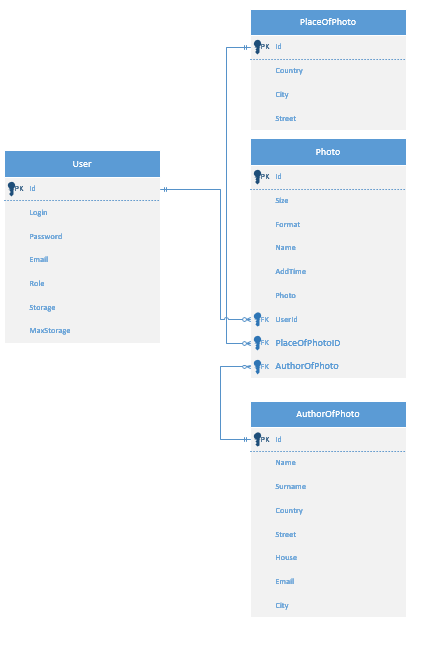 PlaceOfPhoto
PK Id
Country
City
Street
User
PK Id
Login
Password
Email
Role
Storage
MaxStorage
Photo
PK Id
Size
Format
Name
AddTime
Photo
FK UserId
FK PlaceOfPhotoID
FK AuthorOfPhoto
AuthorOfPhoto
PK Id
Name
Surname
Country
Street
House
Email
City